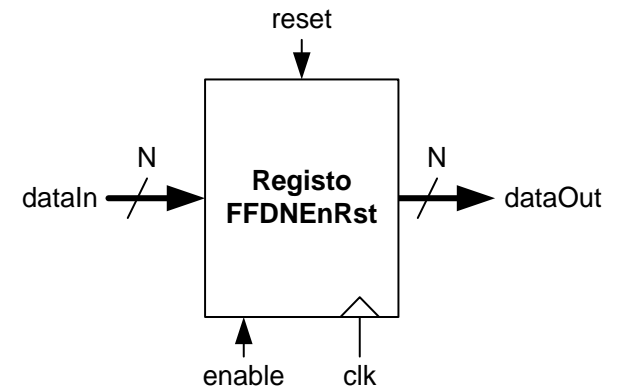 reset
N
N
dataIn
Registo
FFDNEnRst
dataOut
enable
clk